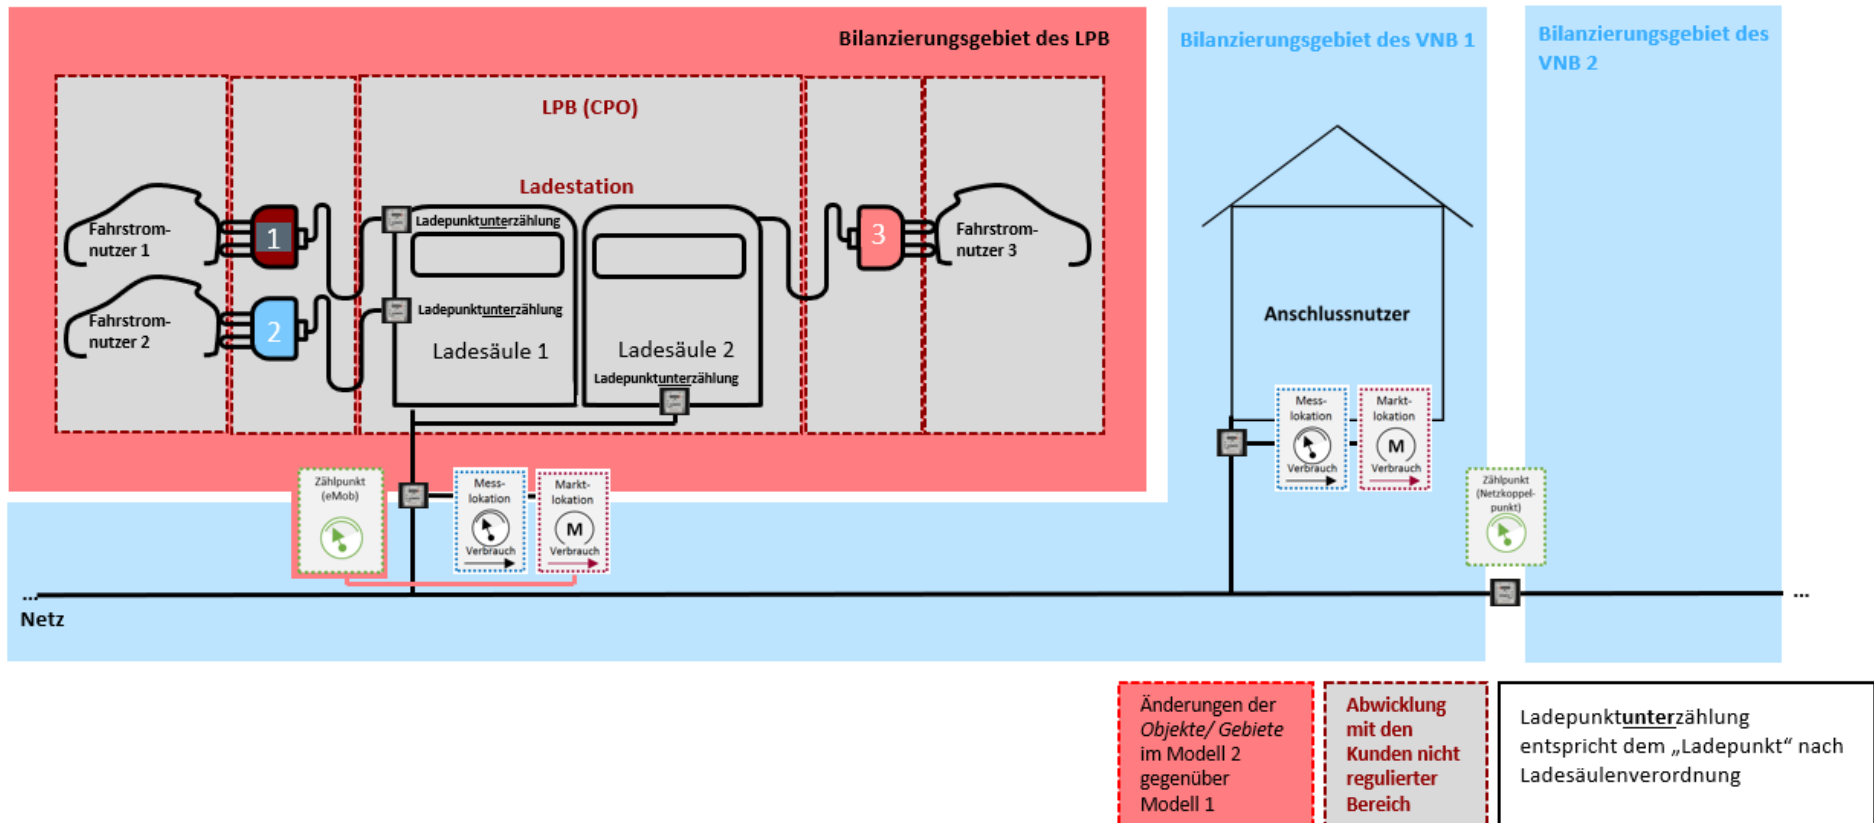 Bilanzierungsgebiet des LPB
Bilanzierungsgebiet des VNB 1
Bilanzierungsgebiet des
VNB 2
LPB (CPO)
Ladestation
Fahrstrom-
nutzer 1
1
Ladepunktunterzählung
3
Fahrstrom-
nutzer 3
Fahrstrom-
nutzer 2
2
Ladepunktunterzählung
Ladesäule 1
Ladesäule 2
Ladepunktunterzählung
Anschlussnutzer
Mess-
lokation
Verbrauch
Markt-
lokation
M
Verbrauch
Zählpunkt
(eMob)
Mess-
lokation
Verbrauch
Markt-
lokation
M
Verbrauch
Zählpunkt
(Netzkoppel-
punkt)
...
Netz
...
Änderungen der
Objekte/ Gebiete
im Modell 2
gegenüber
Modell 1
Abwicklung
mit den
Kunden nicht
regulierter
Bereich
Ladepunktunterzählung
entspricht dem „Ladepunkt“ nach
Ladesäulenverordnung